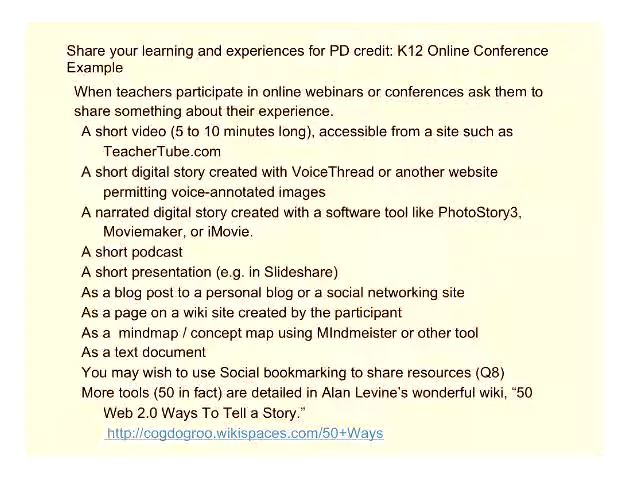 Share your learning and experiences for PD credit: K12 Online Conference
Example
When teachers participate in online webinars or conferences ask them to
share something about their experience.
A short video (5 to 10 minutes long), accessible from a site such as
TeacherTube.com
A short digital story created with VoiceThread or another website
permitting voice-annotated images
A narrated digital story created with a software tool like PhotoStory3,
Moviemaker, or iMovie.
A short podcast
A short presentation (e.g. in Slideshare)
As a blog post to a personal blog or a social networking site
As a page on a wiki site created by the participant
As a  mindmap / concept map using MIndmeister or other tool
As a text document
You may wish to use Social bookmarking to share resources (Q8)
More tools (50 in fact) are detailed in Alan Levine's wonderful wiki, “50
Web 2.0 Ways To Tell a Story.”
http://cogdogroo.wikispaces.com/50+Ways